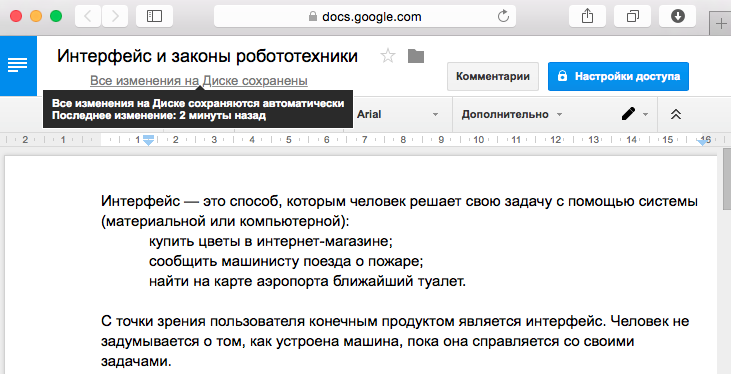 docs.google.com
Интерфейс и законы робототехники
Все изменения на Диске сохранены
Комментарии
Настройки доступа
Все изменения на Диске сохраняются автоматически
Последнее изменение: 2 минуты назад
Arial
Дополнительно
2 1 1 2 3 4 5 6 7 8 9 10 11 12 13 14 15 16
Интерфейс — это способ, которым человек решает свою задачу с помощью системы
(материальной или компьютерной):
купить цветы в интернет-магазине;
сообщить машинисту поезда о пожаре;
найти на карте аэропорта ближайший туалет.
С точки зрения пользователя конечным продуктом является интерфейс. Человек не
задумывается о том, как устроена машина, пока она справляется со своими
задачами.